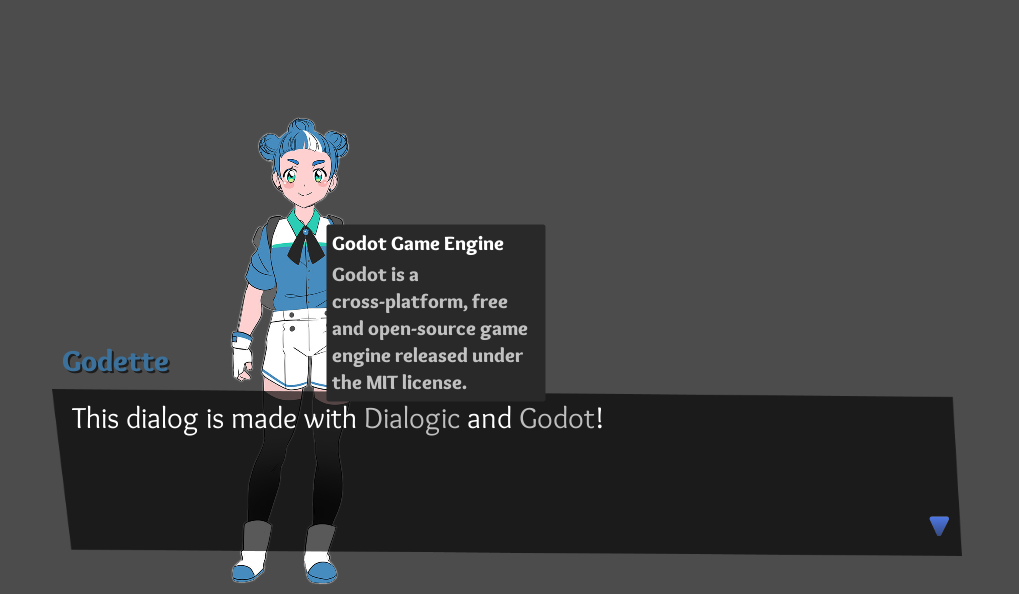 Godot Game Engine
Godot is a
cross-platform, free
and open-source game
engine released under
the MIT license.
Godette
This dialog is made with Dialogic and Godot!